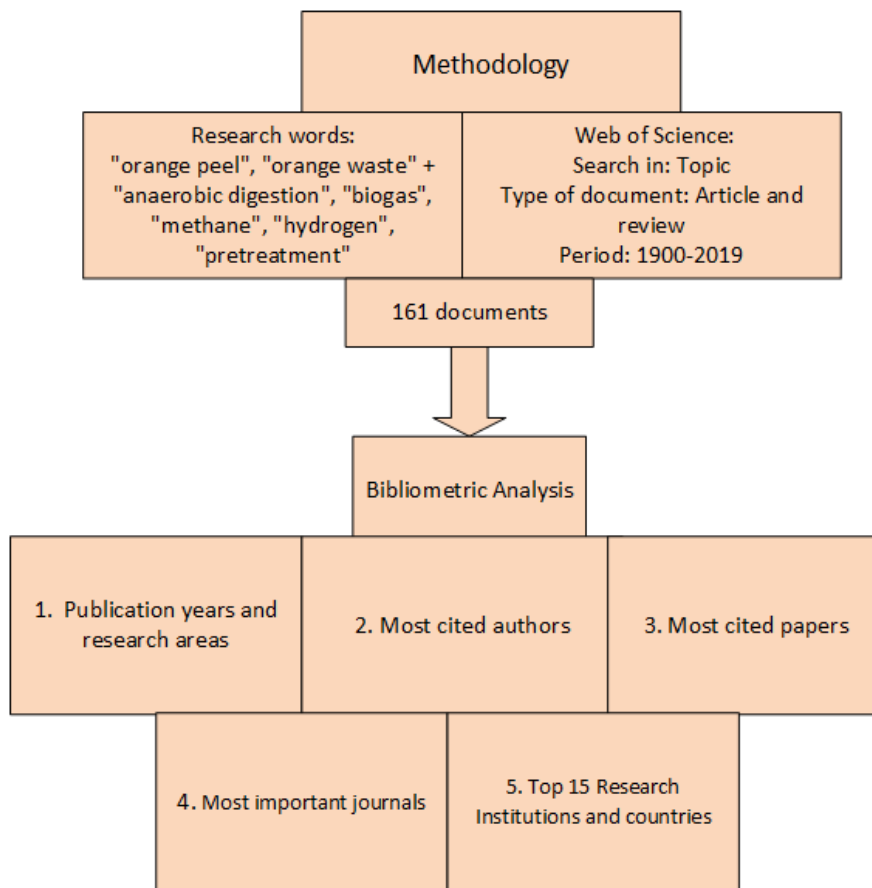 Methodology
Research words:
"orange peel", "orange waste" +
"anaerobic digestion", "biogas",
"methane", "hydrogen",
"pretreatment"
Web of Science:
Search in: Topic
Type of document: Article and
review
Period: 1900-2019
161 documents
Bibliometric Analysis
1. Publication years and
research areas
2. Most cited authors
3. Most cited papers
4. Most important journals
5. Top 15 Research
Institutions and countries